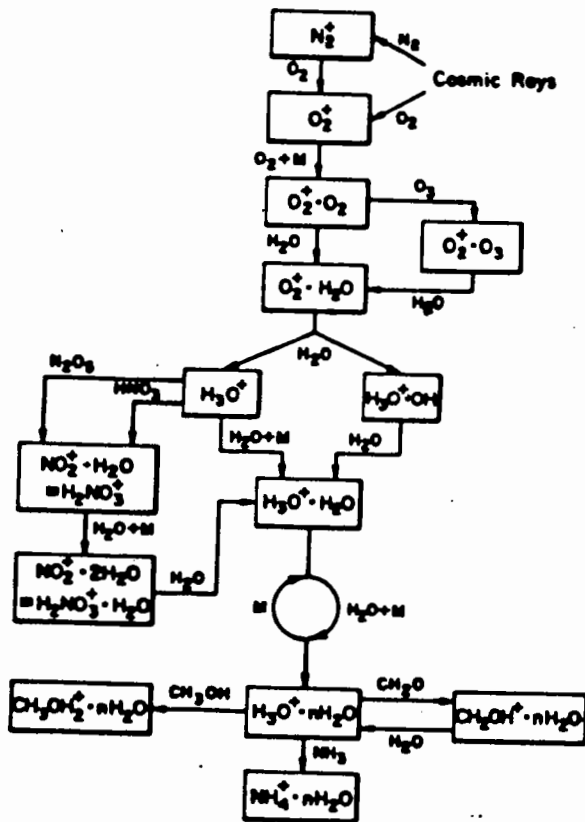 N₂⁺
N₂
O₂
Cosmic Rays
O₂⁺
O₂
O₂+M
O₂⁺·O₂
O₃
H₂O
O₂⁺·O₃
O₂⁺·H₂O
H₂O
H₂O
N₂O₅
HNO₃
H₃O⁺
H₃O⁺·OH
H₂O+M
H₂O
NO₂⁺·H₂O
=H₂NO₃⁺
H₃O⁺·H₂O
H₂O+M
NO₂⁺·2H₂O
=H₂NO₃⁺·H₂O
H₂O
M
H₂O+M
CH₃OH
CH₂O
CH₃OH₂⁺·nH₂O
H₃O⁺·nH₂O
CH₂OH⁺·nH₂O
H₂O
NH₃
NH₄⁺·nH₂O